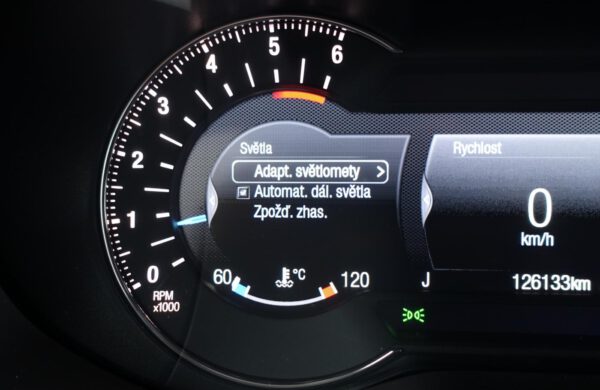 6
5
4
3
2
1
0
RPM
x1000
Světla
Adapt. světlomety
Automat. dál. světla
Zpožď. zhas.
60
°C
120
Rychlost
0
km/h
J
126133km